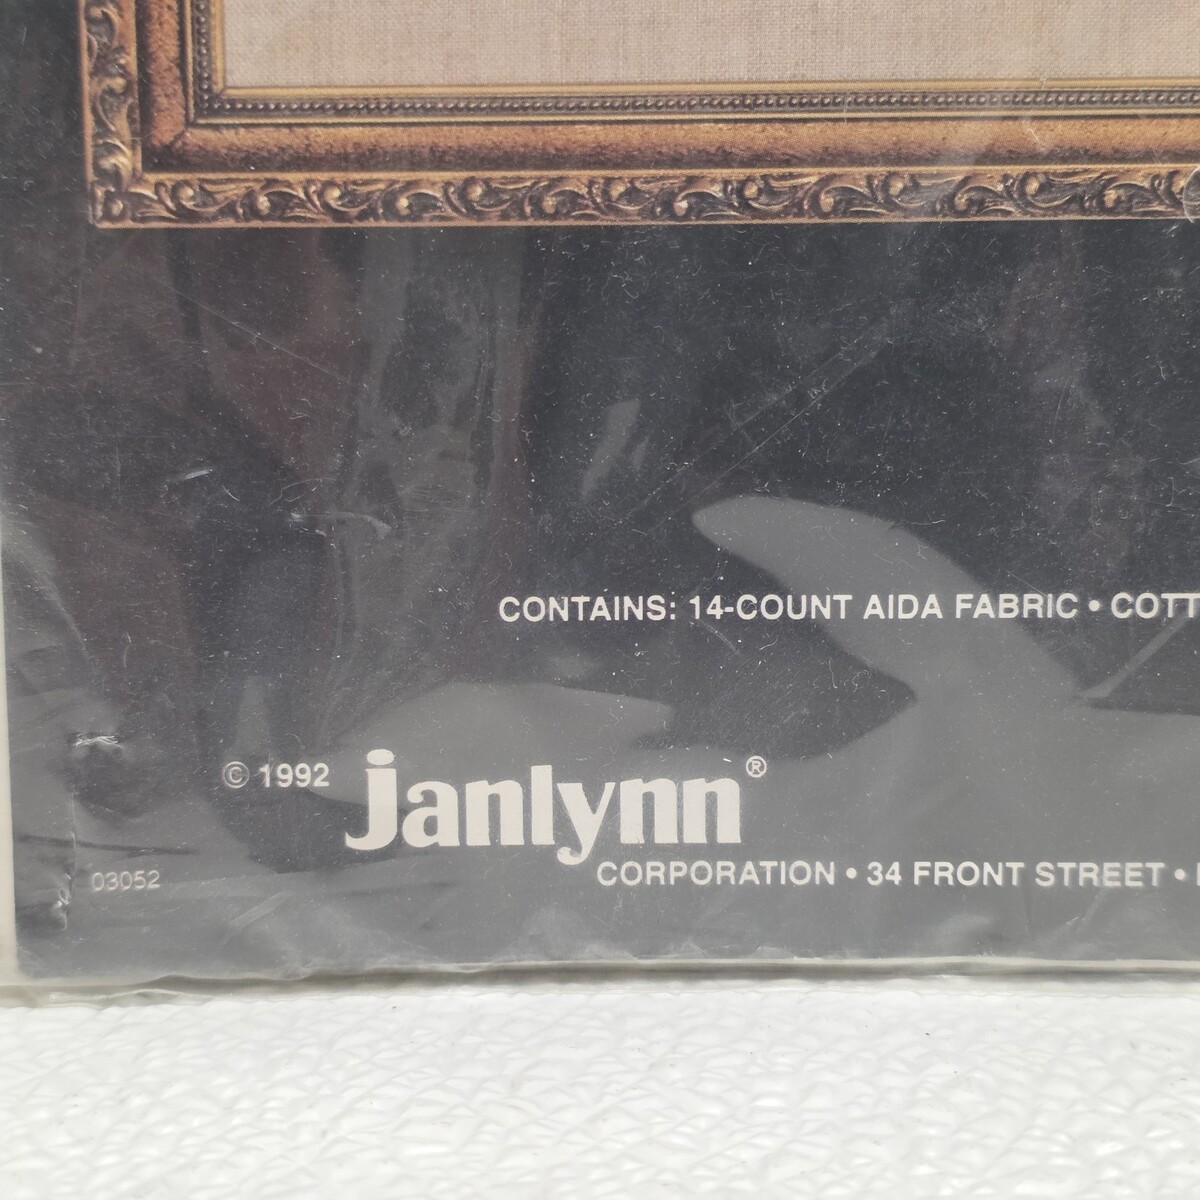 CONTAINS: 14-COUNT AIDA FABRIC • COTT
© 1992 janlynn®
CORPORATION • 34 FRONT STREET •
03052